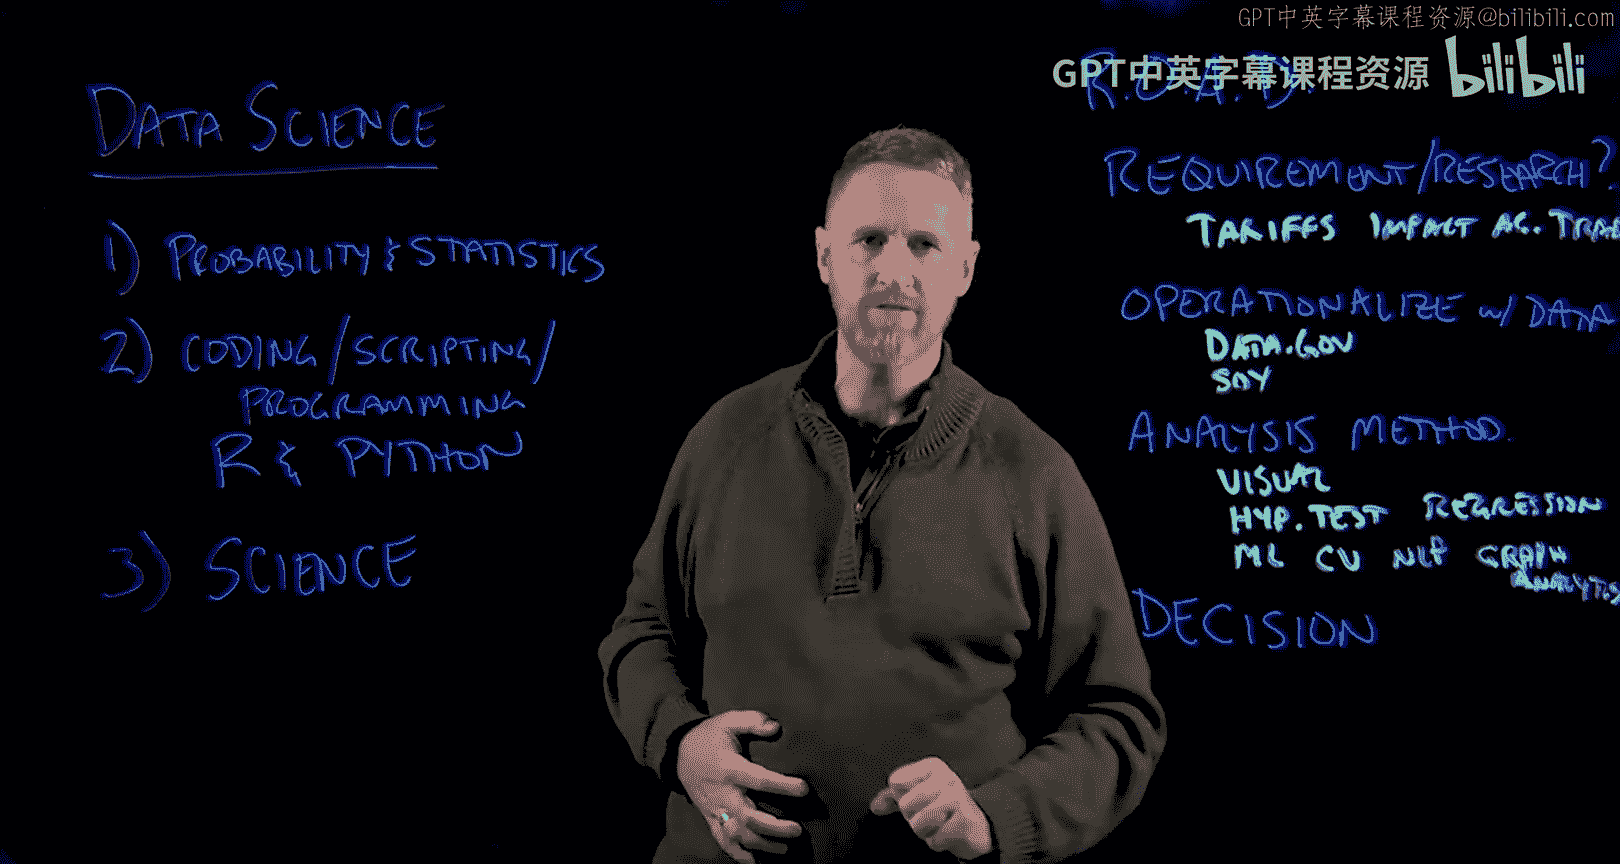 GPT中英字幕课程资源@bilibili.com
GPT中英字幕课程资源 bilibili
R.O.A.D.
DATA SCIENCE
1) PROBABILITY & STATISTICS
2) CODING/SCRIPTING/
PROGRAMMING
R & PYTHON
3) SCIENCE
REQUIREMENT/RESEARCH?
TARIFFS IMPACT AG. TRA
OPERATIONALIZE w/ DATA
DATA.GOV
SOY
ANALYSIS METHOD.
VISUAL
HYP. TEST REGRESSION
ML CV NLP GRAPH
ANALYTICS
DECISION